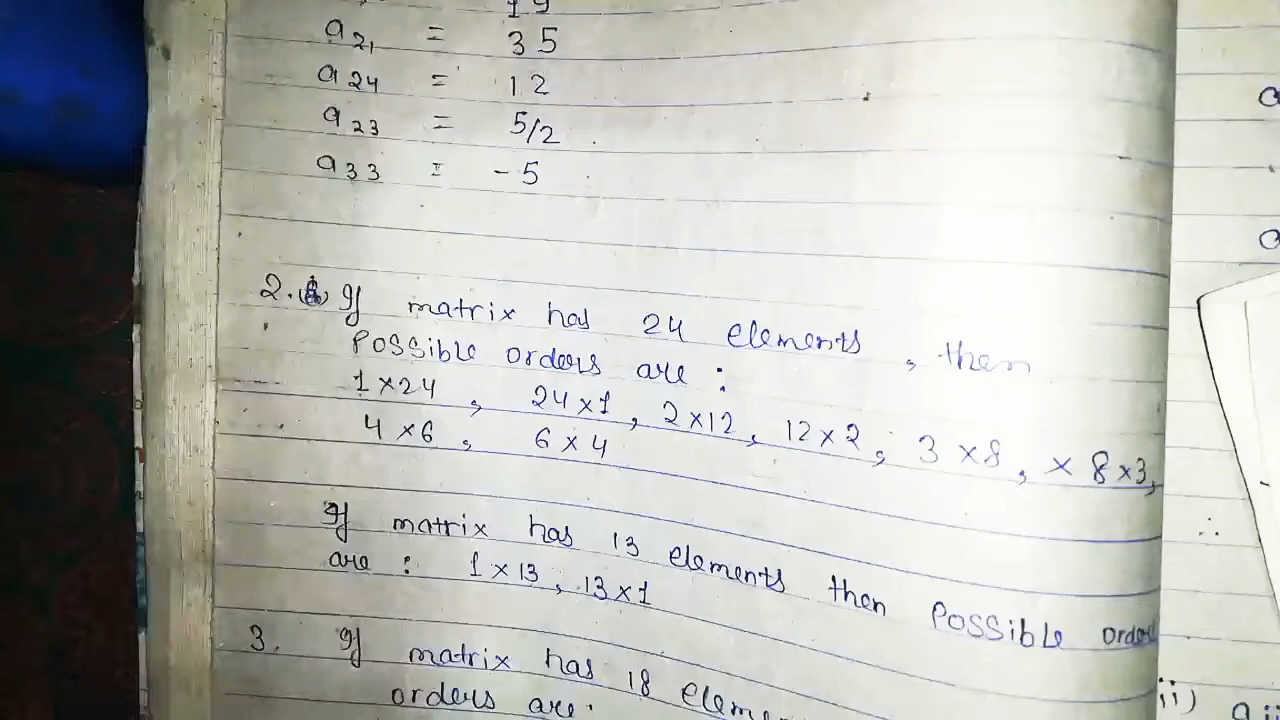 19
a21 = 35
a24 = 12
a23 = 5/2 .
a33 = -5
2. If matrix has 24 elements , then
Possible orders are :
1 × 24 , 24 × 1 , 2 × 12 , 12 × 2 , 3 × 8 , × 8 × 3 ,
4 × 6 , 6 × 4
If matrix has 13 elements then Possible
are : 1 × 13 , 13 × 1
3. If matrix has 18
orders are:
ii)